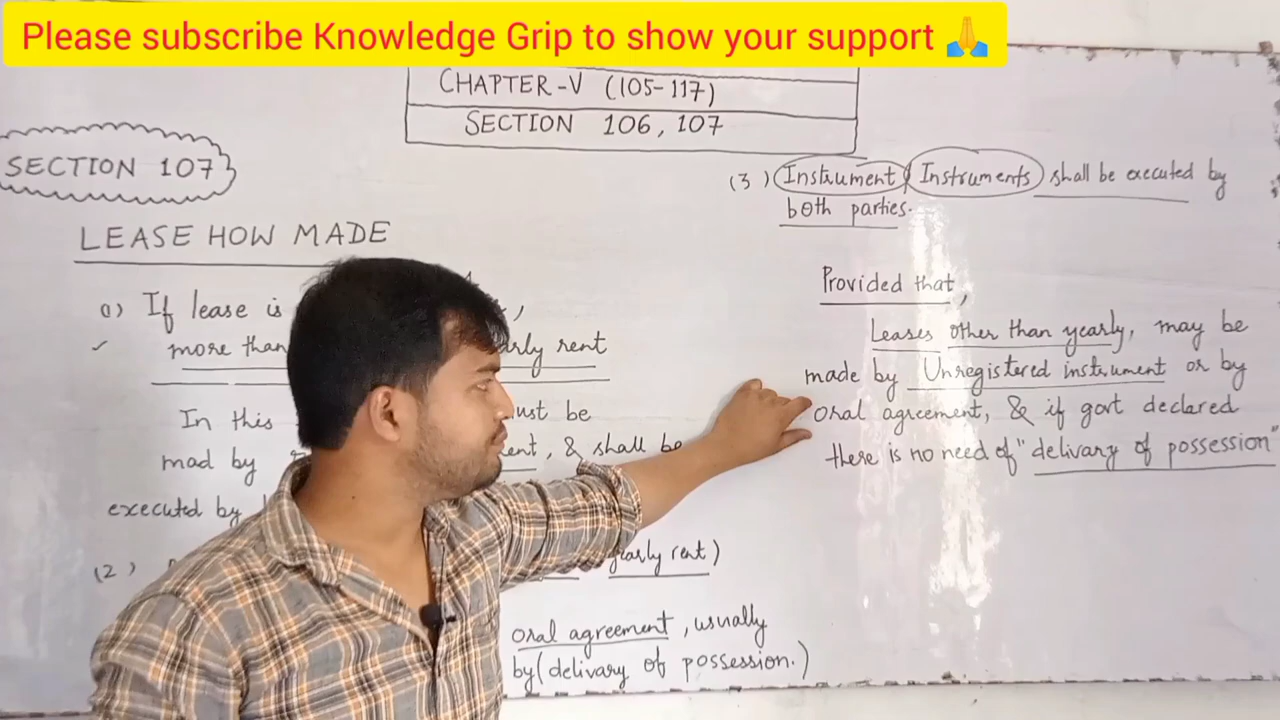 Please subscribe Knowledge Grip to show your support 🙏
CHAPTER-V (105-117)
SECTION 106, 107
SECTION 107
LEASE HOW MADE
(1) If lease is
more than
rly rent
In this
ust be
mad by
ent, & shall be
executed by
(2)
yearly rent)
oral agreement, usually
by (delivary of possession.)
(3) Instrument / Instruments shall be executed by
both parties.
Provided that,
Leases other than yearly, may be
made by Unregistered instrument or by
oral agreement, & if govt declared
there is no need of "delivary of possession"